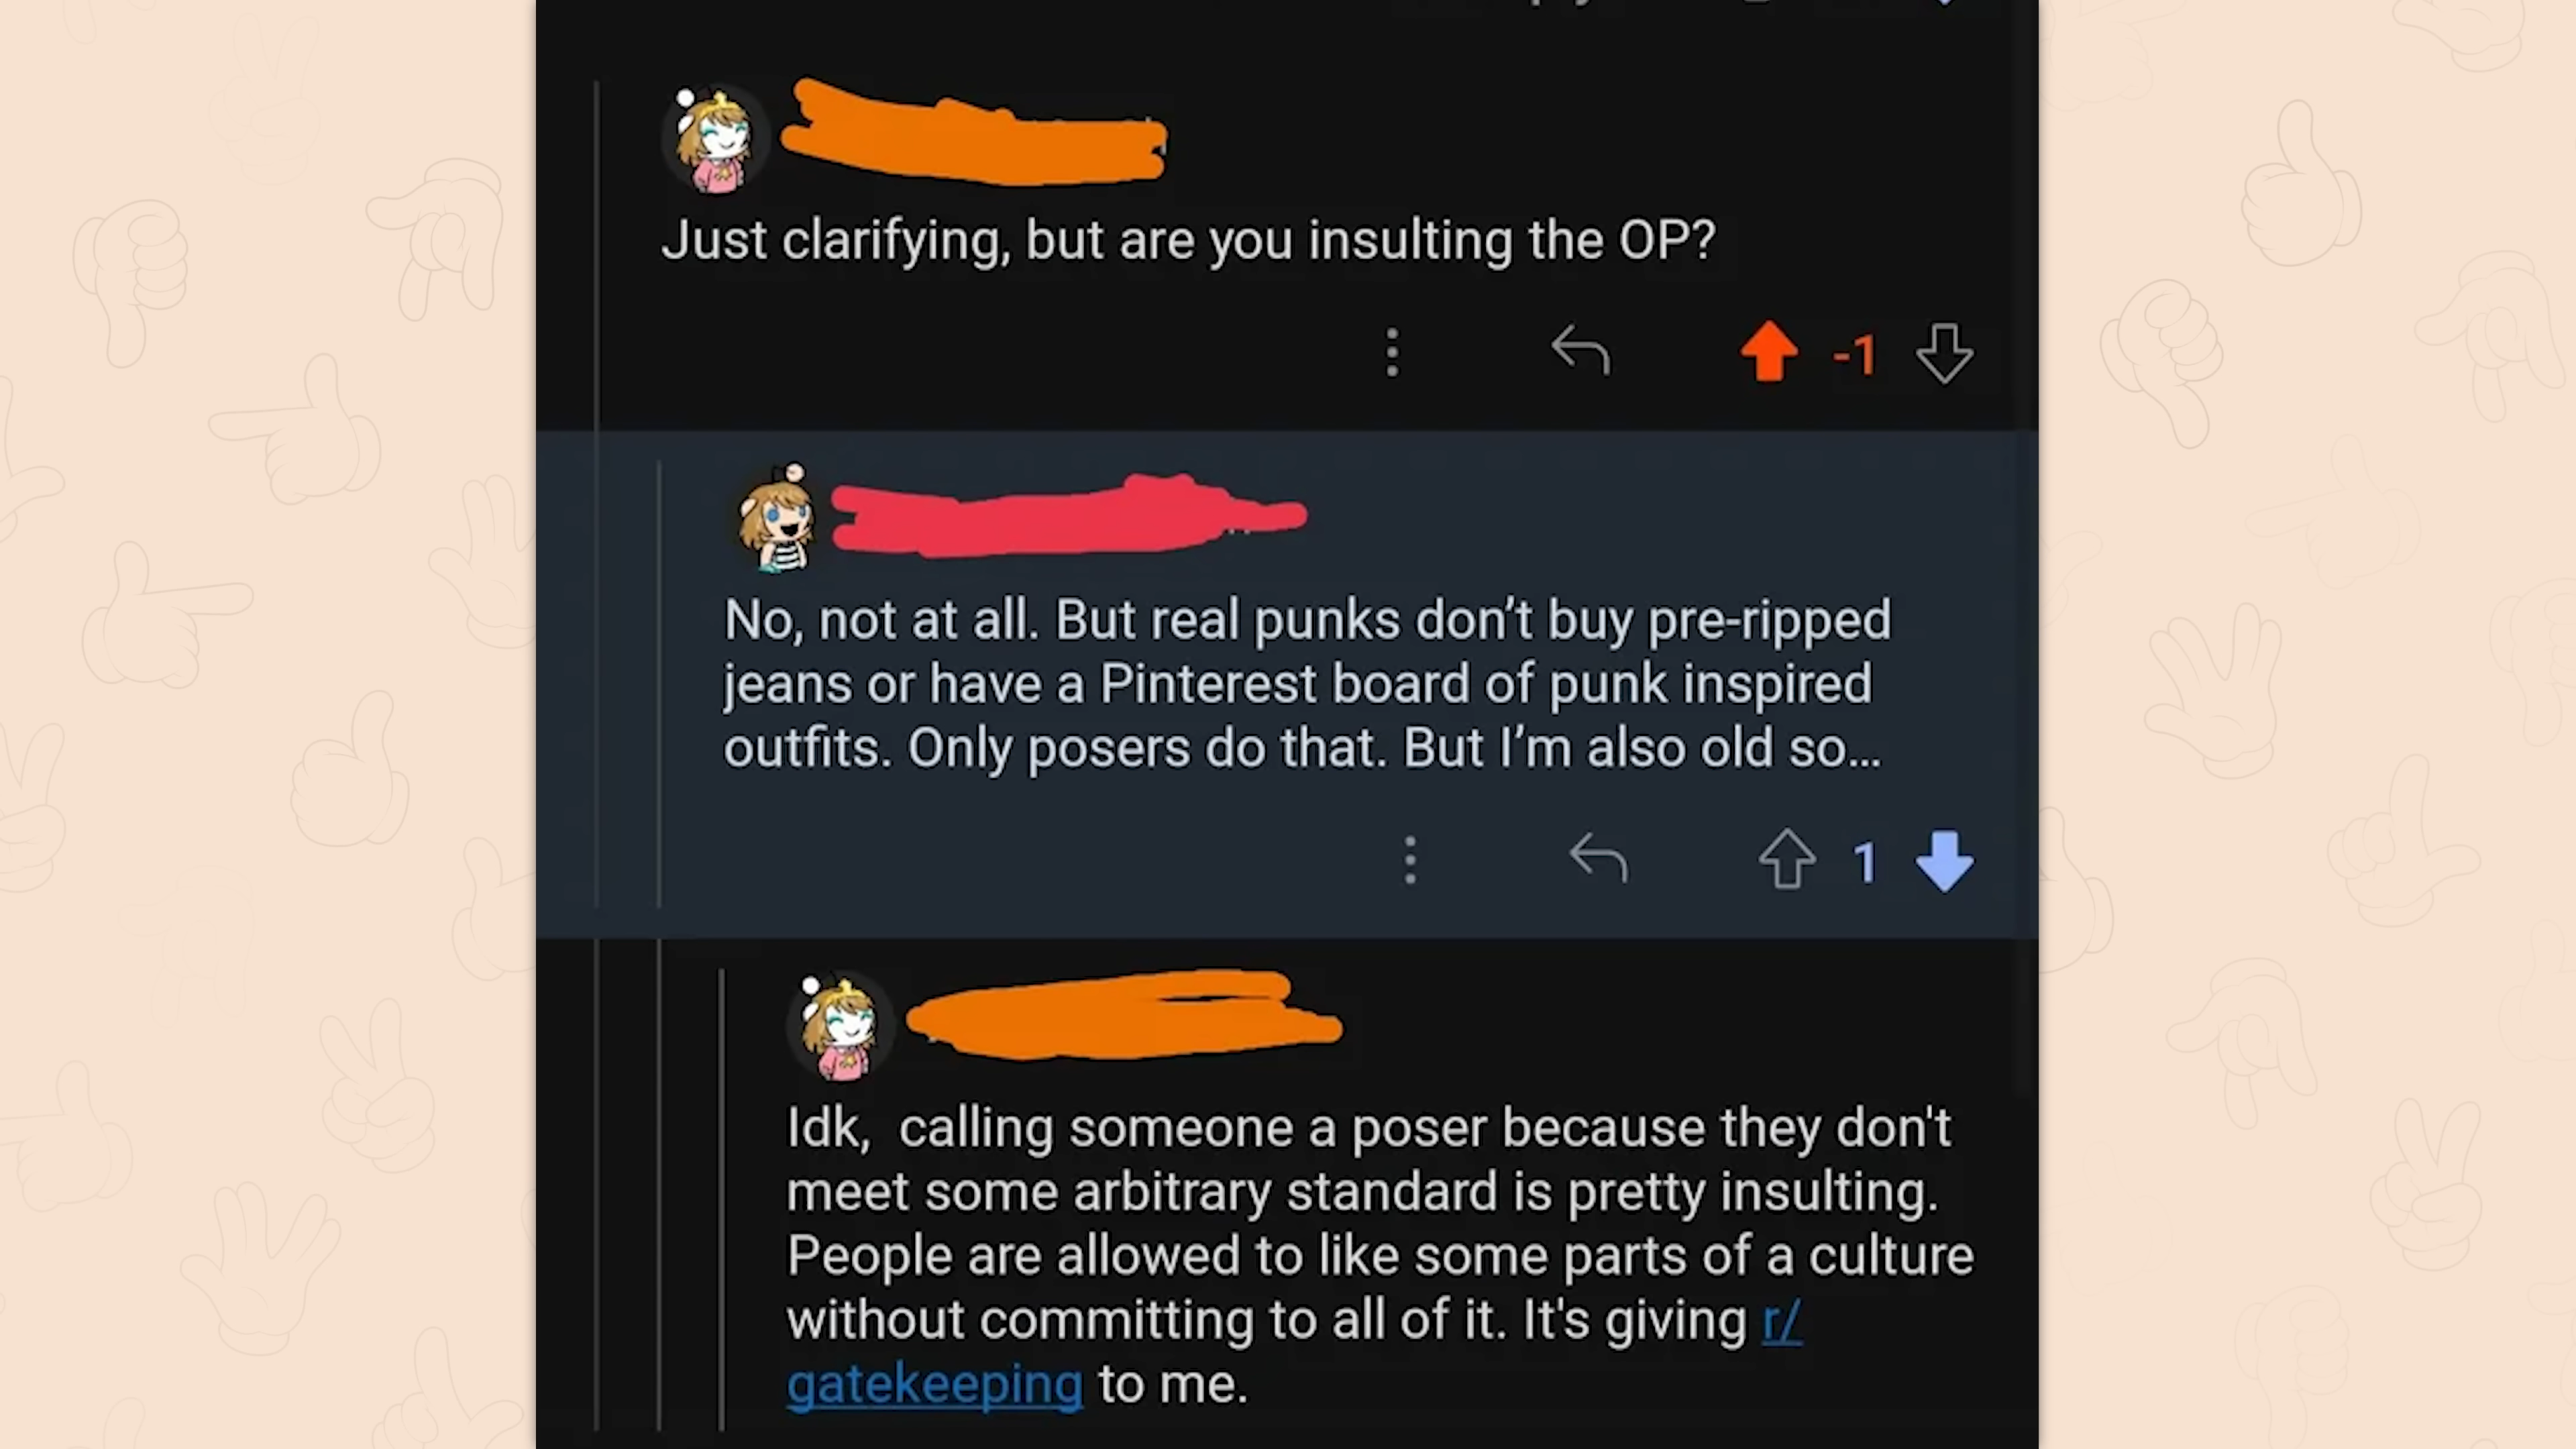 Just clarifying, but are you insulting the OP?
-1
No, not at all. But real punks don’t buy pre-ripped
jeans or have a Pinterest board of punk inspired
outfits. Only posers do that. But I’m also old so...
1
Idk,  calling someone a poser because they don't
meet some arbitrary standard is pretty insulting.
People are allowed to like some parts of a culture
without committing to all of it. It's giving r/
gatekeeping to me.